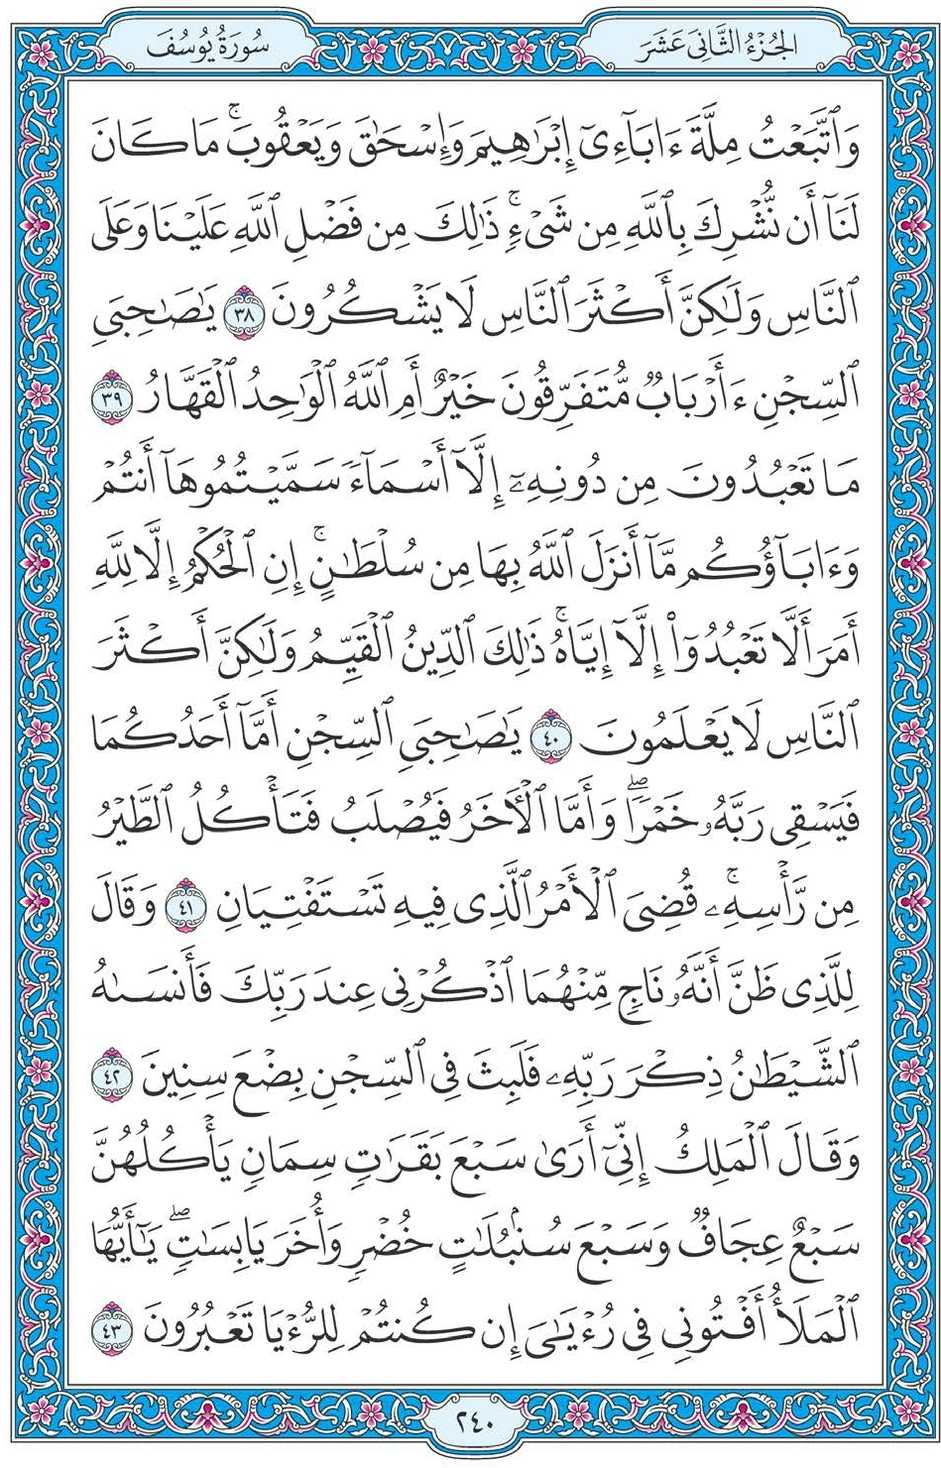 الجُزْءُ الثَّانِي عَشَرَ
سُورَةُ يُوسُفَ
وَٱتَّبَعْتُ مِلَّةَ ءَابَآءِىٓ إِبْرَٰهِيمَ وَإِسْحَٰقَ وَيَعْقُوبَ ۚ مَا كَانَ
لَنَآ أَن نُّشْرِكَ بِٱللَّهِ مِن شَىْءٍ ۚ ذَٰلِكَ مِن فَضْلِ ٱللَّهِ عَلَيْنَا وَعَلَى
ٱلنَّاسِ وَلَٰكِنَّ أَكْثَرَ ٱلنَّاسِ لَا يَشْكُرُونَ ٣٨ يَٰصَٰحِبَىِ
ٱلسِّجْنِ ءَأَرْبَابٌ مُّتَفَرِّقُونَ خَيْرٌ أَمِ ٱللَّهُ ٱلْوَٰحِدُ ٱلْقَهَّارُ ٣٩
مَا تَعْبُدُونَ مِن دُونِهِۦٓ إِلَّآ أَسْمَآءً سَمَّيْتُمُوهَآ أَنتُمْ
وَءَابَآؤُكُم مَّآ أَنزَلَ ٱللَّهُ بِهَا مِن سُلْطَٰنٍ ۚ إِنِ ٱلْحُكْمُ إِلَّا لِلَّهِ
أَمَرَ أَلَّا تَعْبُدُوٓا۟ إِلَّآ إِيَّاهُ ۚ ذَٰلِكَ ٱلدِّينُ ٱلْقَيِّمُ وَلَٰكِنَّ أَكْثَرَ
ٱلنَّاسِ لَا يَعْلَمُونَ ٤٠ يَٰصَٰحِبَىِ ٱلسِّجْنِ أَمَّآ أَحَدُكُمَا
فَيَسْقِى رَبَّهُۥ خَمْرًا ۖ وَأَمَّا ٱلْءَاخَرُ فَيُصْلَبُ فَتَأْكُلُ ٱلطَّيْرُ
مِن رَّأْسِهِۦ ۚ قُضِىَ ٱلْأَمْرُ ٱلَّذِى فِيهِ تَسْتَفْتِيَانِ ٤١ وَقَالَ
لِلَّذِى ظَنَّ أَنَّهُۥ نَاجٍ مِّنْهُمَا ٱذْكُرْنِى عِندَ رَبِّكَ فَأَنسَىٰهُ
ٱلشَّيْطَٰنُ ذِكْرَ رَبِّهِۦ فَلَبِثَ فِى ٱلسِّجْنِ بِضْعَ سِنِينَ ٤٢
وَقَالَ ٱلْمَلِكُ إِنِّىٓ أَرَىٰ سَبْعَ بَقَرَٰتٍ سِمَانٍ يَأْكُلُهُنَّ
سَبْعٌ عِجَافٌ وَسَبْعَ سُنۢبُلَٰتٍ خُضْرٍ وَأُخَرَ يَابِسَٰتٍ ۖ يَٰٓأَيُّهَا
ٱلْمَلَأُ أَفْتُونِى فِى رُءْيَٰىَ إِن كُنتُمْ لِلرُّءْيَا تَعْبُرُونَ ٤٣
٢٤٠